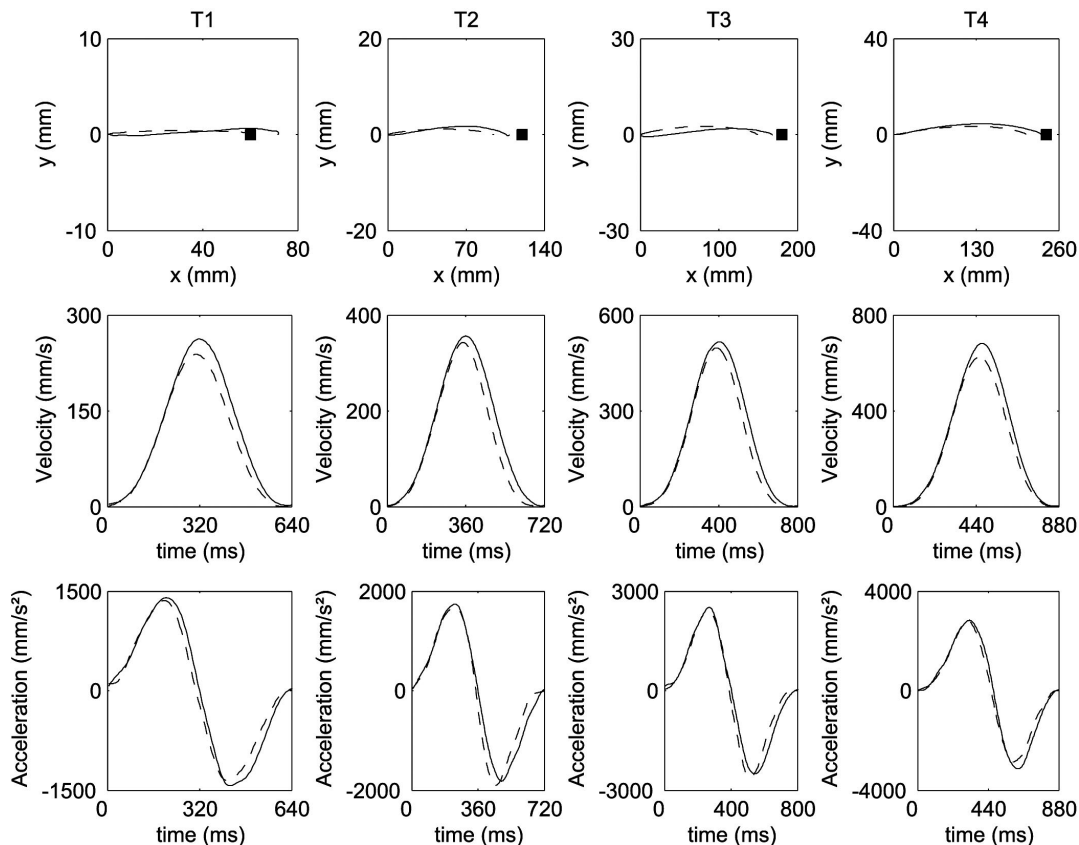 T1
T2
T3
T4
10
0
-10
y (mm)
0
40
80
x (mm)
20
0
-20
y (mm)
0
70
140
x (mm)
30
0
-30
y (mm)
0
100
200
x (mm)
40
0
-40
y (mm)
0
130
260
x (mm)
300
150
0
Velocity (mm/s)
0
320
640
time (ms)
400
200
0
Velocity (mm/s)
0
360
720
time (ms)
600
300
0
Velocity (mm/s)
0
400
800
time (ms)
800
400
0
Velocity (mm/s)
0
440
880
time (ms)
1500
0
-1500
Acceleration (mm/s²)
0
320
640
time (ms)
2000
0
-2000
Acceleration (mm/s²)
0
360
720
time (ms)
3000
0
-3000
Acceleration (mm/s²)
0
400
800
time (ms)
4000
0
-4000
Acceleration (mm/s²)
0
440
880
time (ms)